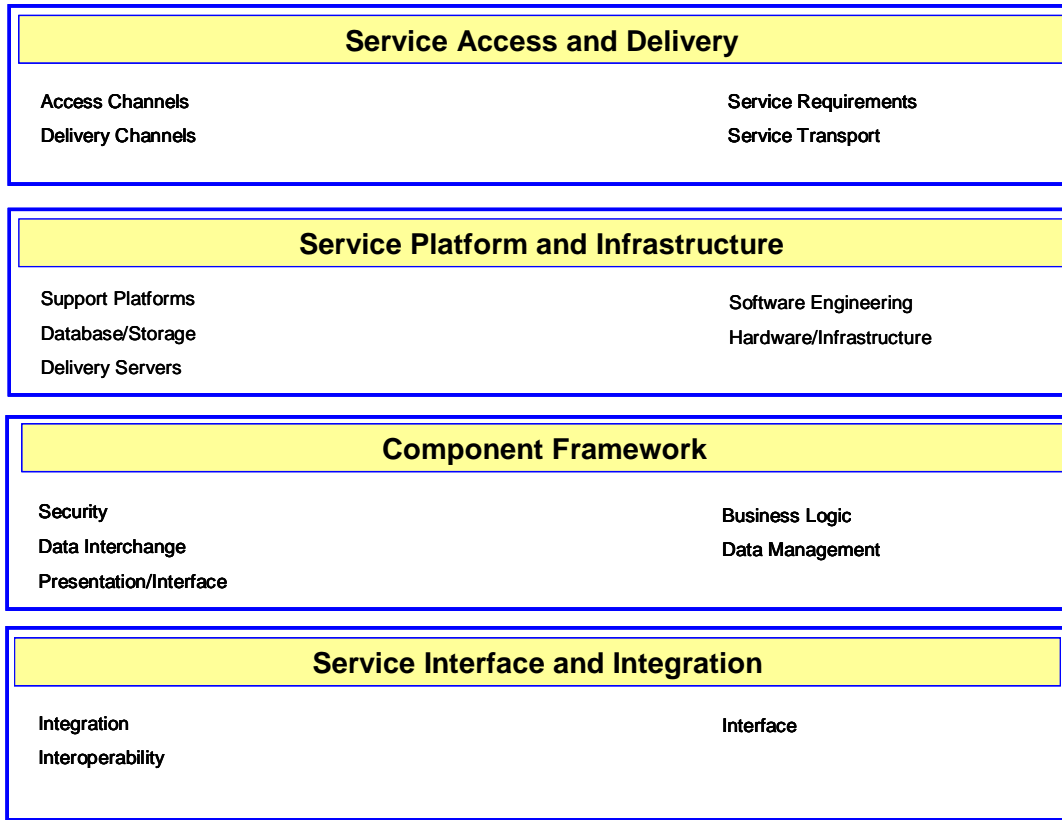 Service Access and Delivery
Access Channels
Delivery Channels
Service Requirements
Service Transport
Service Platform and Infrastructure
Support Platforms
Database/Storage
Delivery Servers
Software Engineering
Hardware/Infrastructure
Component Framework
Security
Data Interchange
Presentation/Interface
Business Logic
Data Management
Service Interface and Integration
Integration
Interoperability
Interface